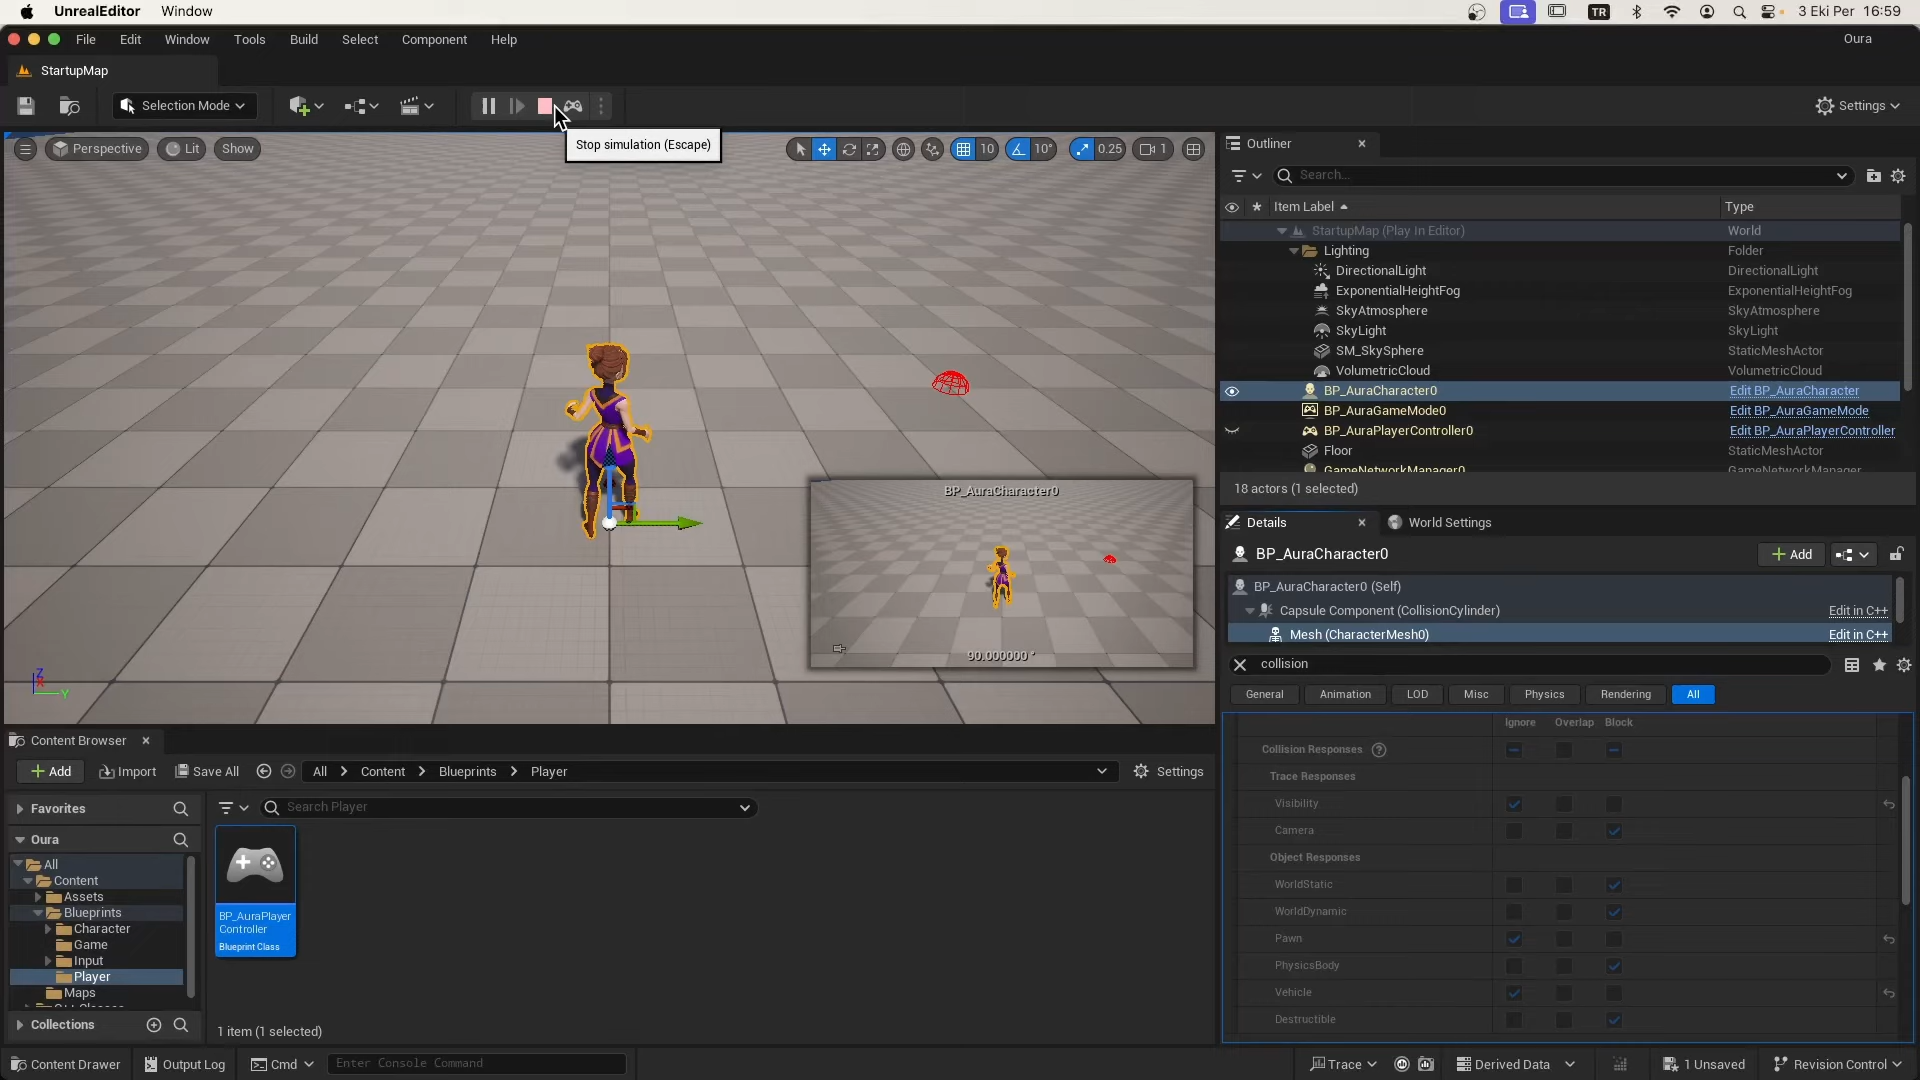 UnrealEditor Window
TR 3 Eki Per 16:59
File Edit Window Tools Build Select Component Help
Oura
StartupMap
Selection Mode
Settings
Stop simulation (Escape)
Perspective Lit Show
10 10° 0.25 1
BP_AuraCharacter0
90.000000 °
Z
X
Y
Outliner
Search...
Item Label Type
StartupMap (Play In Editor) World
Lighting Folder
DirectionalLight DirectionalLight
ExponentialHeightFog ExponentialHeightFog
SkyAtmosphere SkyAtmosphere
SkyLight SkyLight
SM_SkySphere StaticMeshActor
VolumetricCloud VolumetricCloud
BP_AuraCharacter0 Edit BP_AuraCharacter
BP_AuraGameMode0 Edit BP_AuraGameMode
BP_AuraPlayerController0 Edit BP_AuraPlayerController
Floor StaticMeshActor
GameNetworkManager0 GameNetworkManager
18 actors (1 selected)
Details World Settings
BP_AuraCharacter0 Add
BP_AuraCharacter0 (Self)
Capsule Component (CollisionCylinder) Edit in C++
Mesh (CharacterMesh0) Edit in C++
collision
General Animation LOD Misc Physics Rendering All
Ignore Overlap Block
Collision Responses ?
Trace Responses
Visibility
Camera
Object Responses
WorldStatic
WorldDynamic
Pawn
PhysicsBody
Vehicle
Destructible
Content Browser
Add Import Save All All Content Blueprints Player Settings
Favorites
Search Player
Oura
All
Content
Assets
Blueprints
Character
Game
Input
Player
Maps
C++ Classes
Collections
BP_AuraPlayer
Controller
Blueprint Class
1 item (1 selected)
Content Drawer Output Log Cmd Enter Console Command
Trace Derived Data 1 Unsaved Revision Control